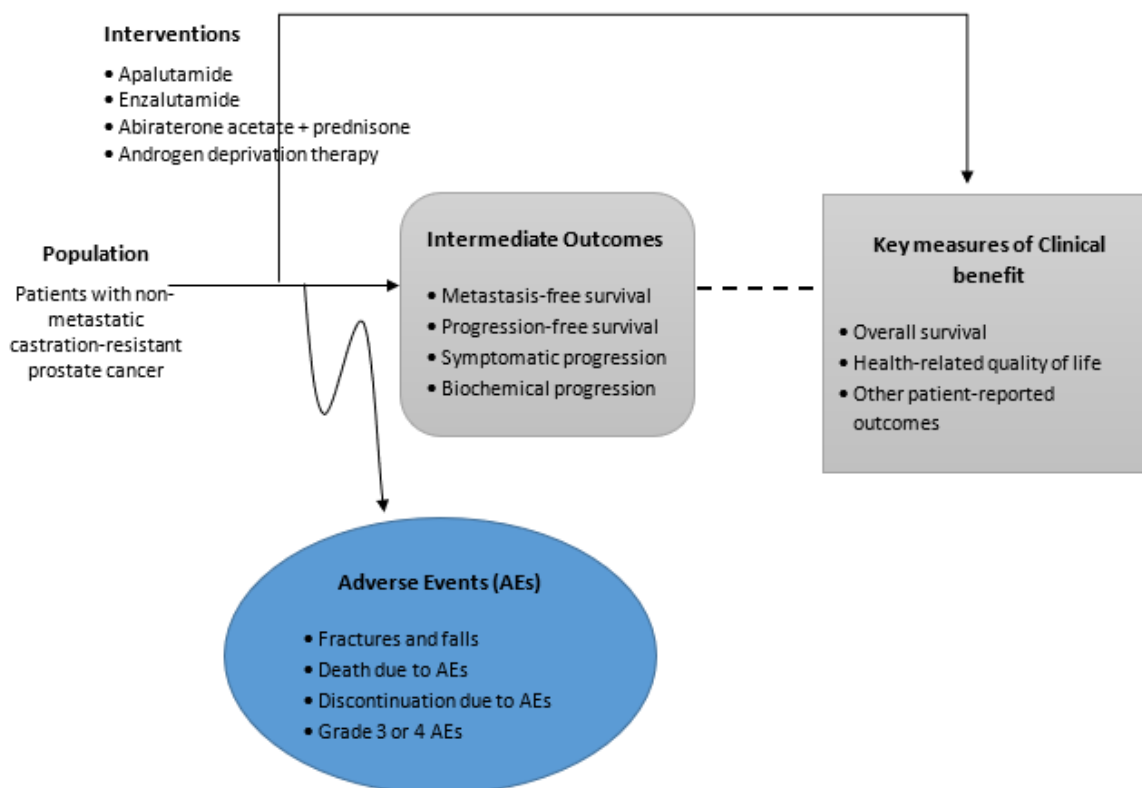 Interventions
• Apalutamide
• Enzalutamide
• Abiraterone acetate + prednisone
• Androgen deprivation therapy
Population
Patients with non-
metastatic
castration-resistant
prostate cancer
Intermediate Outcomes
• Metastasis-free survival
• Progression-free survival
• Symptomatic progression
• Biochemical progression
Key measures of Clinical
benefit
• Overall survival
• Health-related quality of life
• Other patient-reported
outcomes
Adverse Events (AEs)
• Fractures and falls
• Death due to AEs
• Discontinuation due to AEs
• Grade 3 or 4 AEs